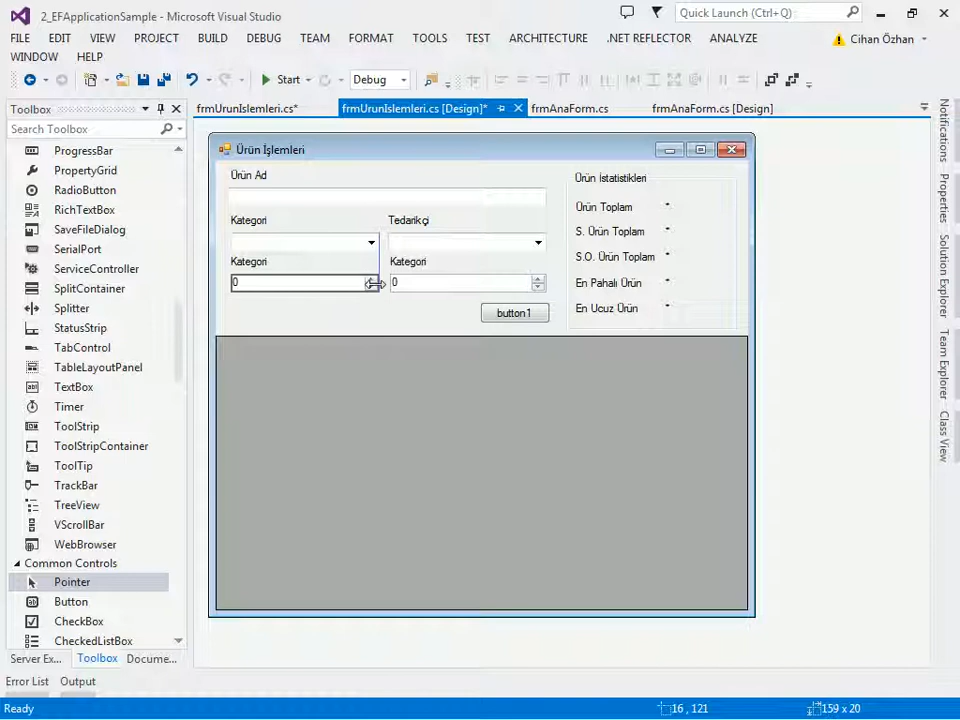 2_EFApplicationSample - Microsoft Visual Studio
Quick Launch (Ctrl+Q)
FILE EDIT VIEW PROJECT BUILD DEBUG TEAM FORMAT TOOLS TEST ARCHITECTURE .NET REFLECTOR ANALYZE
Cihan Özhan
WINDOW HELP
Start
Debug
Toolbox
frmUrunIslemleri.cs*
frmUrunIslemleri.cs [Design]*
frmAnaForm.cs
frmAnaForm.cs [Design]
Search Toolbox
ProgressBar
PropertyGrid
RadioButton
RichTextBox
SaveFileDialog
SerialPort
ServiceController
SplitContainer
Splitter
StatusStrip
TabControl
TableLayoutPanel
TextBox
Timer
ToolStrip
ToolStripContainer
ToolTip
TrackBar
TreeView
VScrollBar
WebBrowser
Common Controls
Pointer
Button
CheckBox
CheckedListBox
Server Ex...
Toolbox
Docume...
Ürün İşlemleri
Ürün Ad
Kategori
Tedarikçi
Kategori
Kategori
0
0
button1
Ürün İstatistikleri
Ürün Toplam
S. Ürün Toplam
S.O. Ürün Toplam
En Pahalı Ürün
En Ucuz Ürün
Notifications
Properties
Solution Explorer
Team Explorer
Class View
Error List
Output
Ready
16 , 121
159 x 20